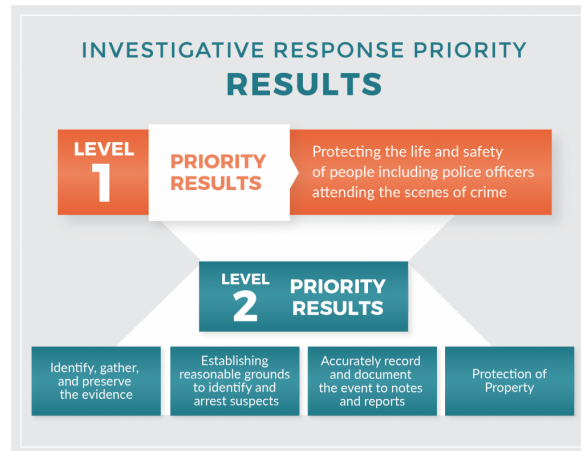 INVESTIGATIVE RESPONSE PRIORITY
RESULTS
LEVEL
1
PRIORITY
RESULTS
Protecting the life and safety
of people including police officers
attending the scenes of crime
LEVEL
2
PRIORITY
RESULTS
Identify, gather,
and preserve
the evidence
Establishing
reasonable grounds
to identify and
arrest suspects
Accurately record
and document
the event to notes
and reports
Protection of
Property